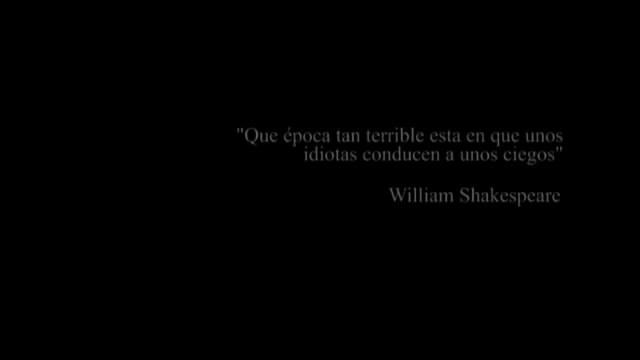 "Que época tan terrible esta en que unos
idiotas conducen a unos ciegos"
William Shakespeare